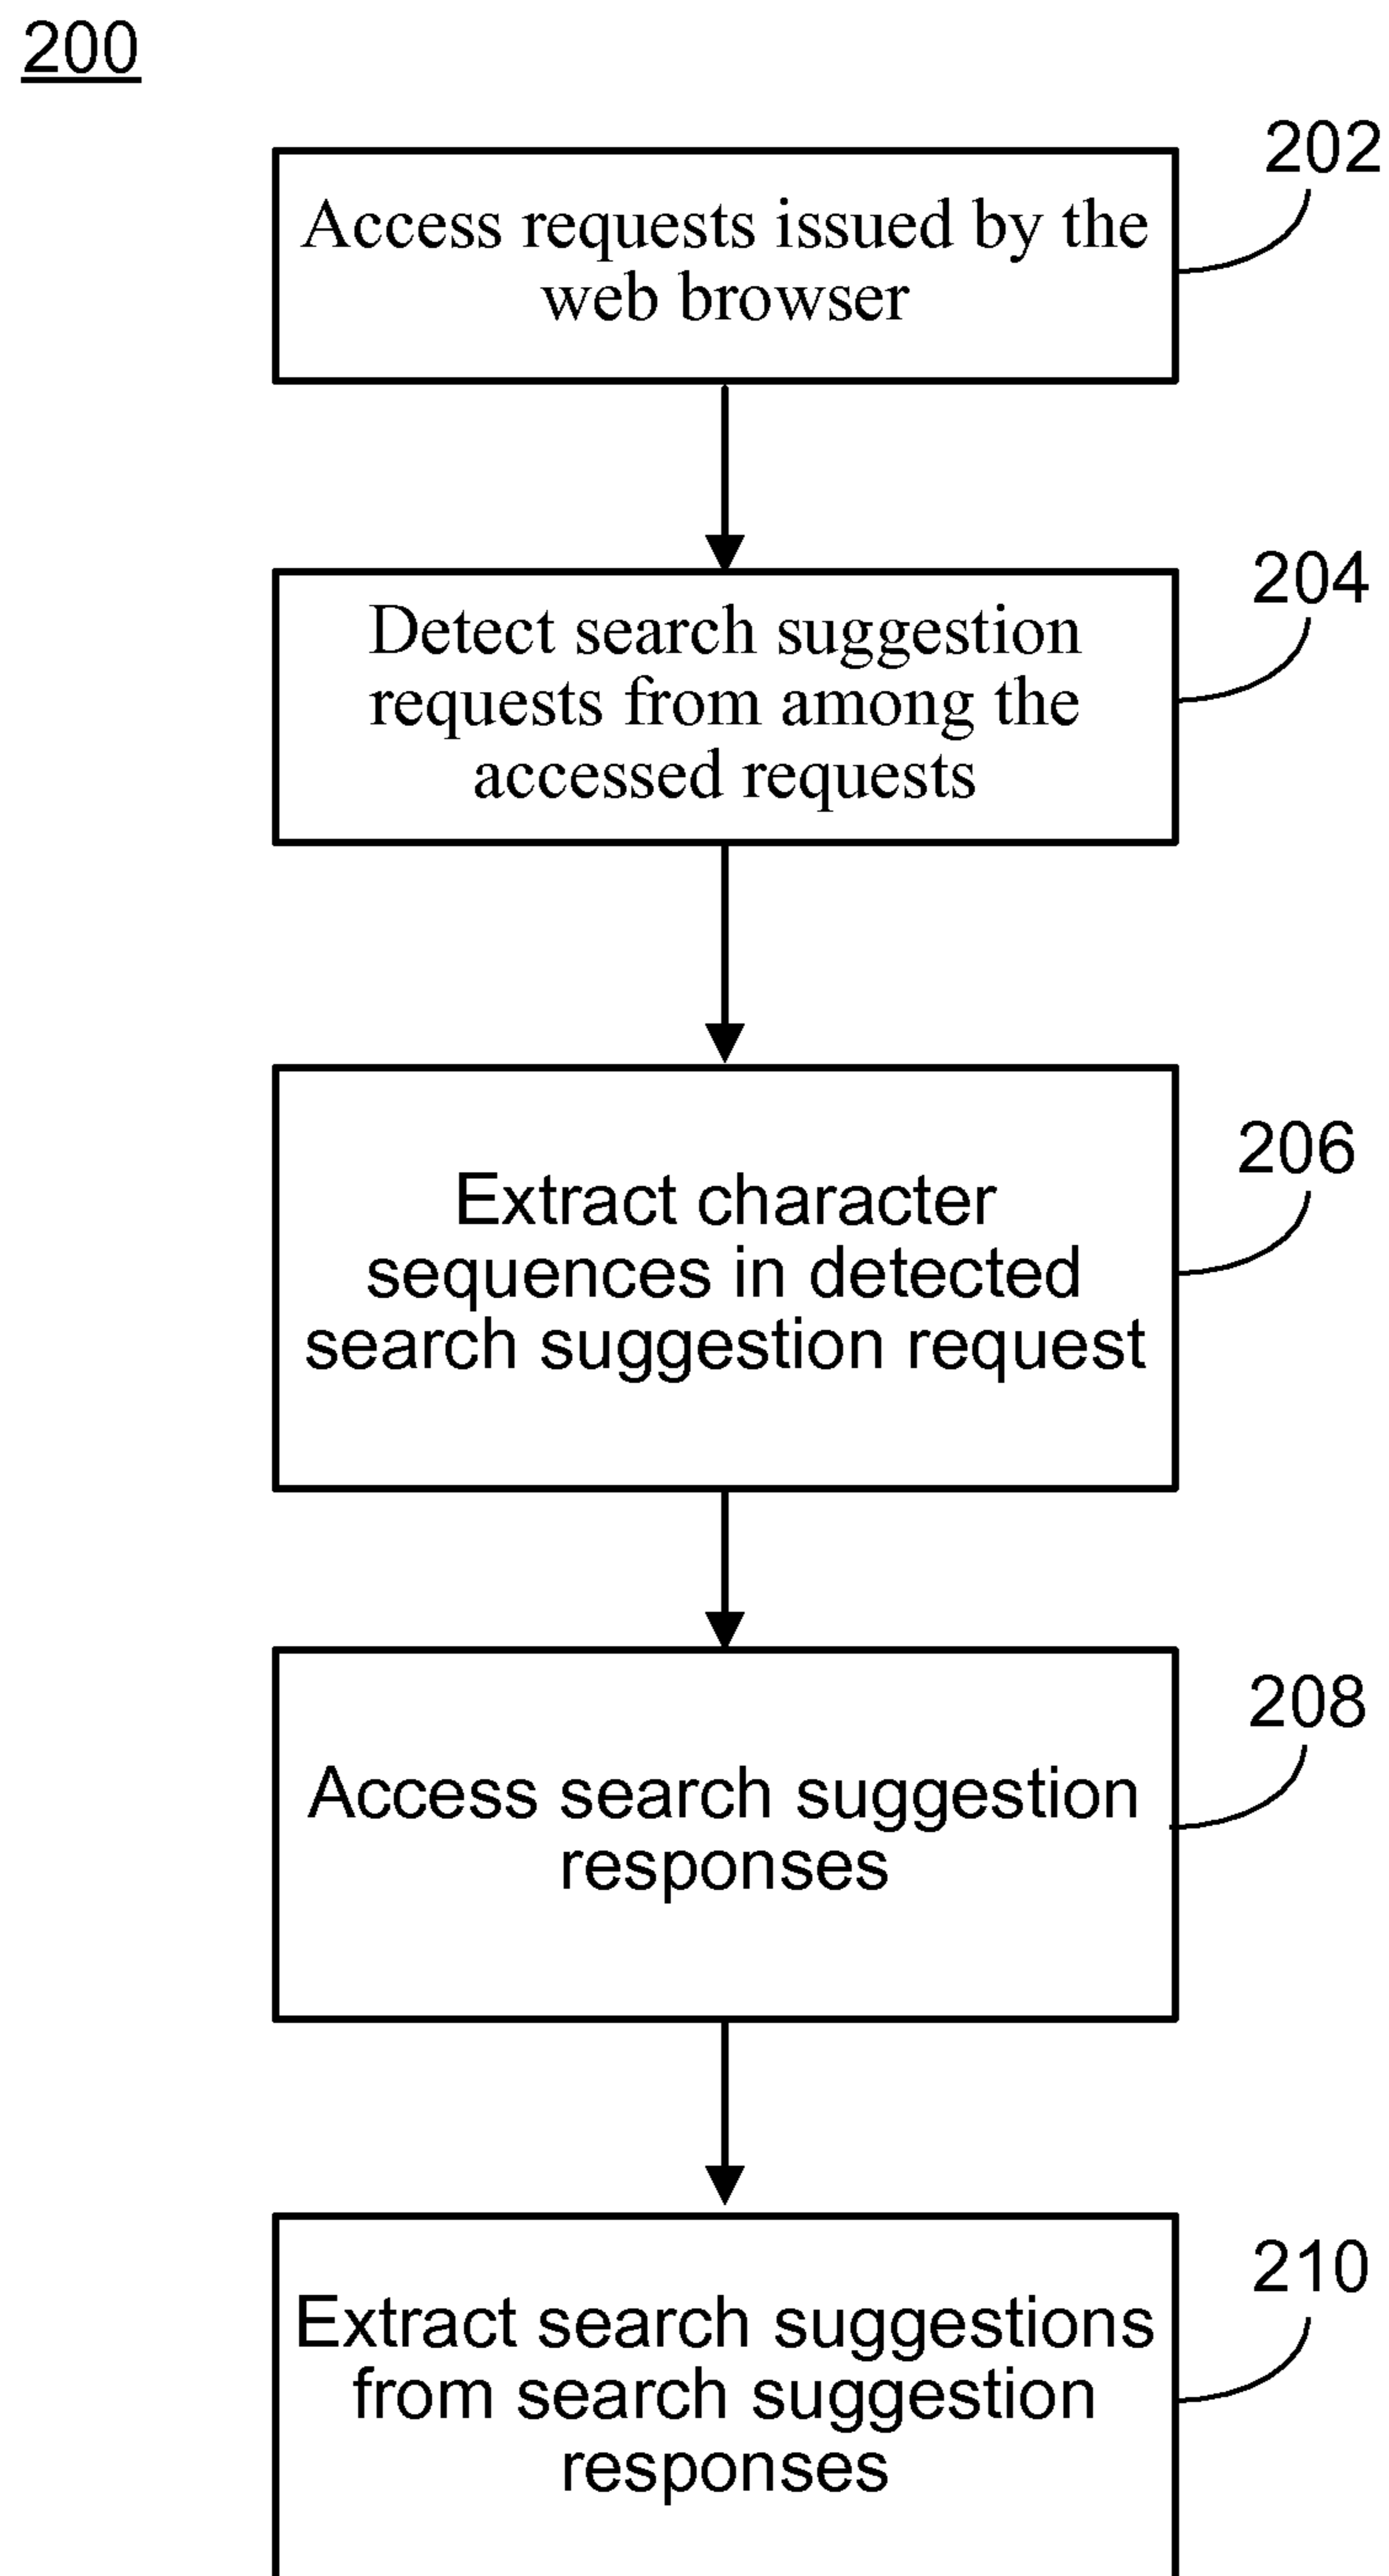 200
202
Access requests issued by the
web browser
204
Detect search suggestion
requests from among the
accessed requests
206
Extract character
sequences in detected
search suggestion request
208
Access search suggestion
responses
210
Extract search suggestions
from search suggestion
responses